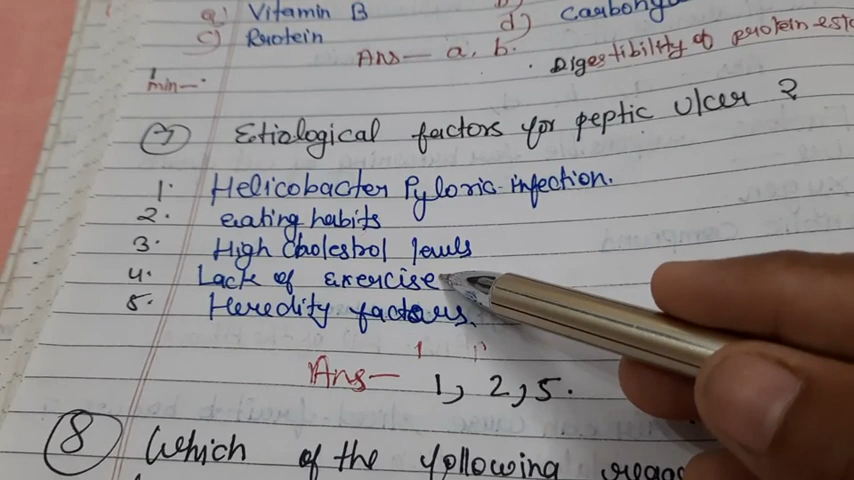 a) Vitamin B
d) Carbohy
c) Protein
Ans— a, b.
Digestibility of protein est
min—.
7 Etiological factors for peptic ulcer ?
1. Helicobacter Pyloric infection.
2. eating habits
3. High Cholestrol levels
4. Lack of exercise
5. Heredity factors.
Ans— 1, 2, 5.
8 Which of the following